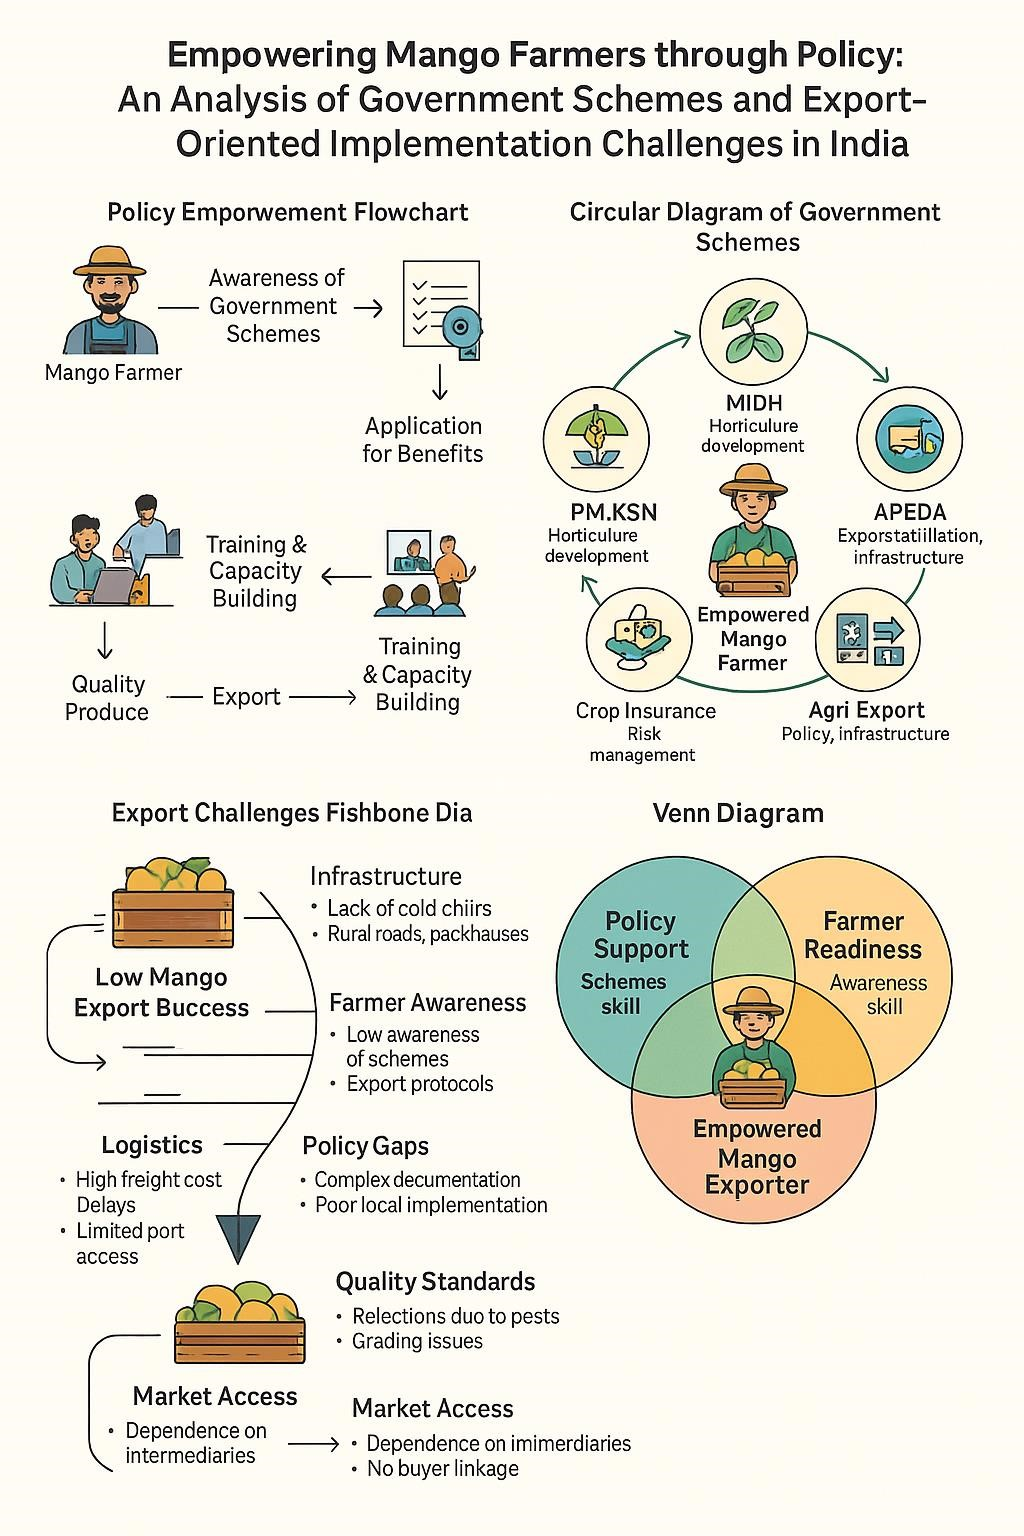 Empowering Mango Farmers through Policy:
An Analysis of Government Schemes and Export-
Oriented Implementation Challenges in India
Policy Emporwement Flowchart
Mango Farmer
Awareness of
Government
Schemes
Application
for Benefits
Training &
Capacity
Building
Training
& Capacity
Building
Quality
Produce
Export
Circular DIagram of Government
Schemes
MIDH
Horticulure
dovelopment
APEDA
Exporstatiillation,
infrastructure
Agri Export
Policy, infrastructure
Crop Insurance
Risk
management
PM.KSN
Horticulure
development
Empowered
Mango
Farmer
Export Challenges Fishbone Dia
Low Mango
Export Buccess
Infrastructure
• Lack of cold chiirs
• Rural roads, packhauses
Farmer Awareness
• Low awareness
of schemes
• Export protocols
Logistics
• High freight cost
Delays
• Limited port
access
Policy Gaps
• Complex decumentation
• Poor local implementation
Quality Standards
• Relections duo to pests
• Grading issues
Market Access
• Dependence on
intermediaries
Market Access
• Dependence on imimerdiaries
• No buyer linkage
Venn Diagram
Policy
Support
Schemes
skill
Farmer
Readiness
Awareness
skill
Empowered
Mango
Exporter